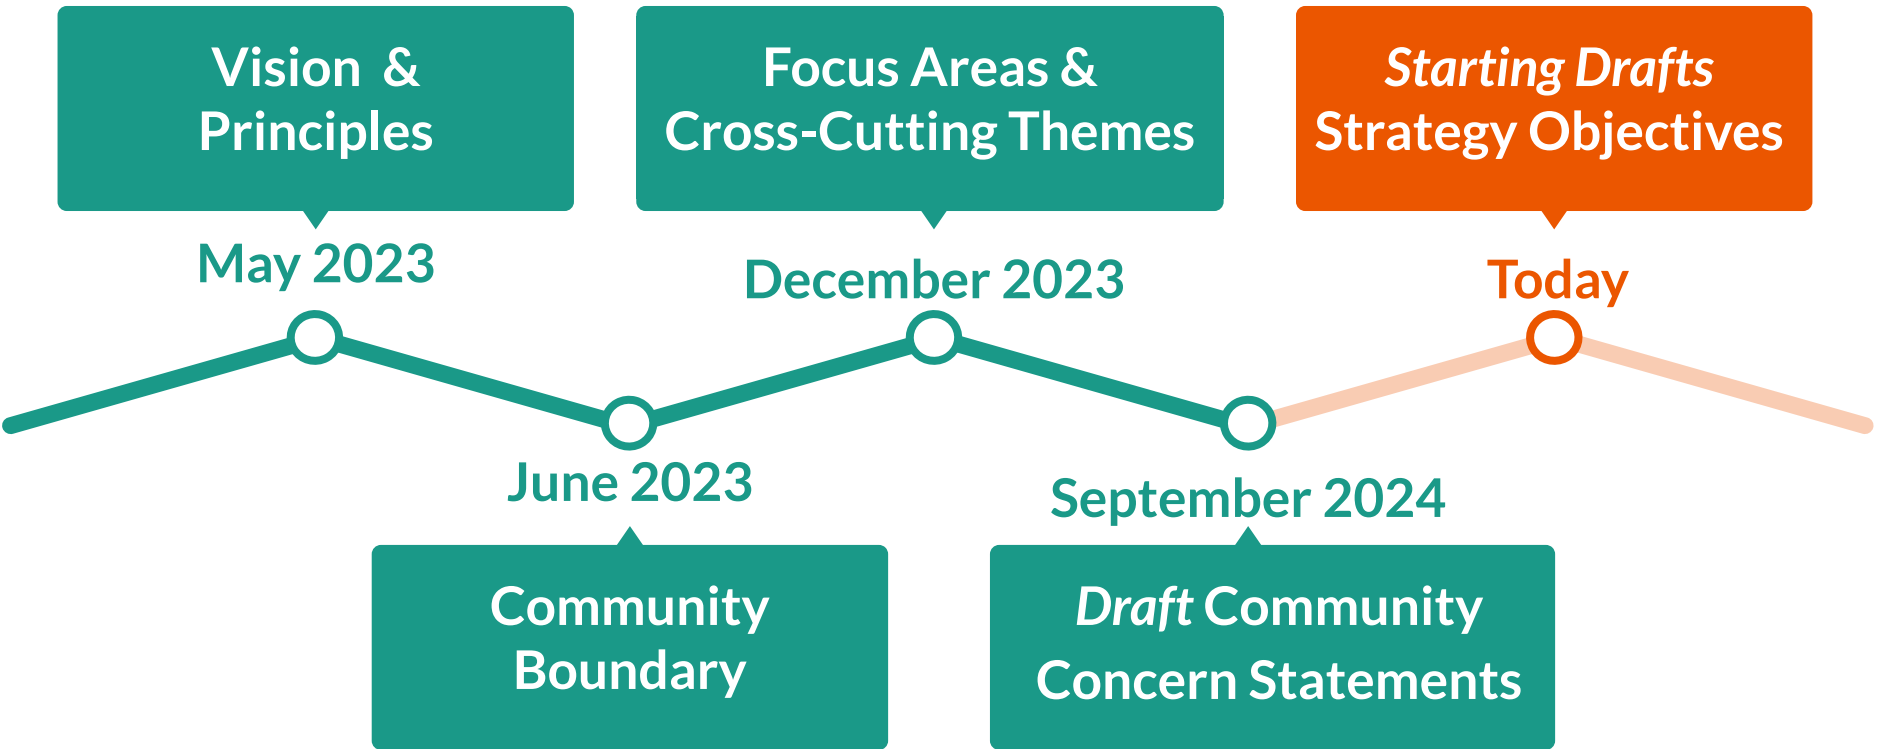 Vision & 
Principles
May 2023
June 2023
Community
Boundary
Focus Areas &
Cross-Cutting Themes
December 2023
September 2024
Draft Community
Concern Statements
Starting Drafts
Strategy Objectives
Today